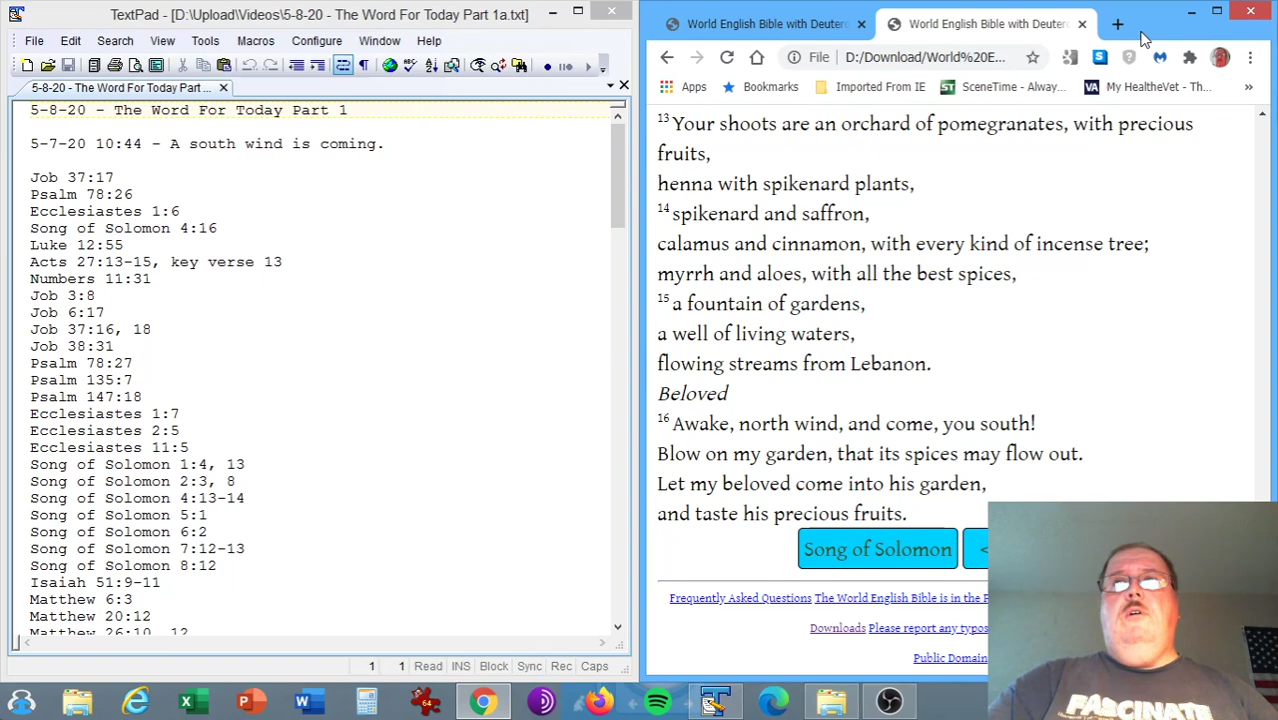 TextPad - [D:\Upload\Videos\5-8-20 - The Word For Today Part 1a.txt]
File Edit Search View Tools Macros Configure Window Help
5-8-20 - The Word For Today Part ...
5-8-20 - The Word For Today Part 1
5-7-20 10:44 - A south wind is coming.
Job 37:17
Psalm 78:26
Ecclesiastes 1:6
Song of Solomon 4:16
Luke 12:55
Acts 27:13-15, key verse 13
Numbers 11:31
Job 3:8
Job 6:17
Job 37:16, 18
Job 38:31
Psalm 78:27
Psalm 135:7
Psalm 147:18
Ecclesiastes 1:7
Ecclesiastes 2:5
Ecclesiastes 11:5
Song of Solomon 1:4, 13
Song of Solomon 2:3, 8
Song of Solomon 4:13-14
Song of Solomon 5:1
Song of Solomon 6:2
Song of Solomon 7:12-13
Song of Solomon 8:12
Isaiah 51:9-11
Matthew 6:3
Matthew 20:12
Matthew 26:10, 12
1 1 Read INS Block Sync Rec Caps
World English Bible with Deuter
World English Bible with Deuter
File D:/Download/World%20E...
Apps Bookmarks Imported From IE ST SceneTime - Alway... VA My HealtheVet - Th... »
13 Your shoots are an orchard of pomegranates, with precious
fruits,
henna with spikenard plants,
14 spikenard and saffron,
calamus and cinnamon, with every kind of incense tree;
myrrh and aloes, with all the best spices,
15 a fountain of gardens,
a well of living waters,
flowing streams from Lebanon.
Beloved
16 Awake, north wind, and come, you south!
Blow on my garden, that its spices may flow out.
Let my beloved come into his garden,
and taste his precious fruits.
Song of Solomon <
Frequently Asked Questions The World English Bible is in the P
Downloads Please report any typos
Public Domain
FASCINATE
64